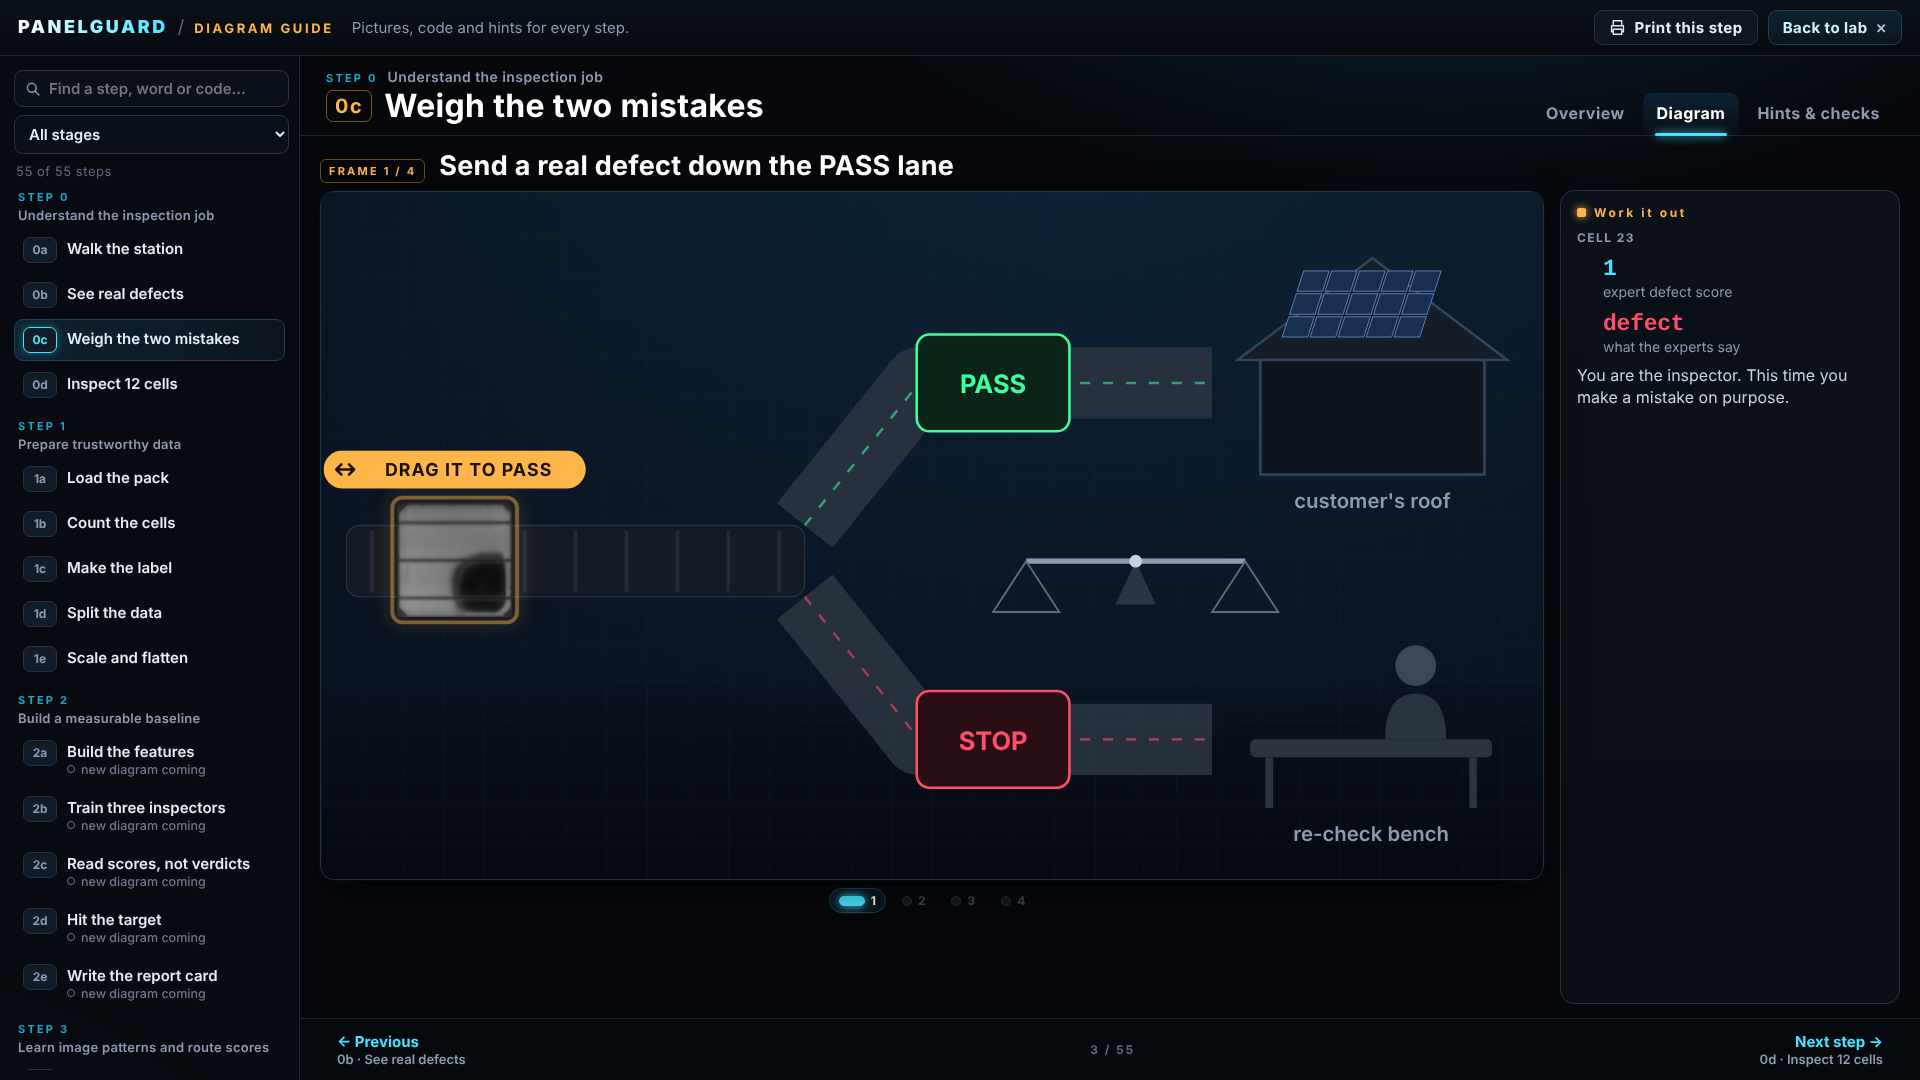 PANELGUARD / DIAGRAM GUIDE Pictures, code and hints for every step.
Print this step
Back to lab ×
Find a step, word or code...
All stages
55 of 55 steps
STEP 0
Understand the inspection job
0a Walk the station
0b See real defects
0c Weigh the two mistakes
0d Inspect 12 cells
STEP 1
Prepare trustworthy data
1a Load the pack
1b Count the cells
1c Make the label
1d Split the data
1e Scale and flatten
STEP 2
Build a measurable baseline
2a Build the features
new diagram coming
2b Train three inspectors
new diagram coming
2c Read scores, not verdicts
new diagram coming
2d Hit the target
new diagram coming
2e Write the report card
new diagram coming
STEP 3
Learn image patterns and route scores
STEP 0 Understand the inspection job
0c Weigh the two mistakes
Overview
Diagram
Hints & checks
FRAME 1 / 4 Send a real defect down the PASS lane
DRAG IT TO PASS
PASS
customer's roof
STOP
re-check bench
1 2 3 4
Work it out
CELL 23
1
expert defect score
defect
what the experts say
You are the inspector. This time you
make a mistake on purpose.
← Previous
0b · See real defects
3 / 55
Next step →
0d · Inspect 12 cells